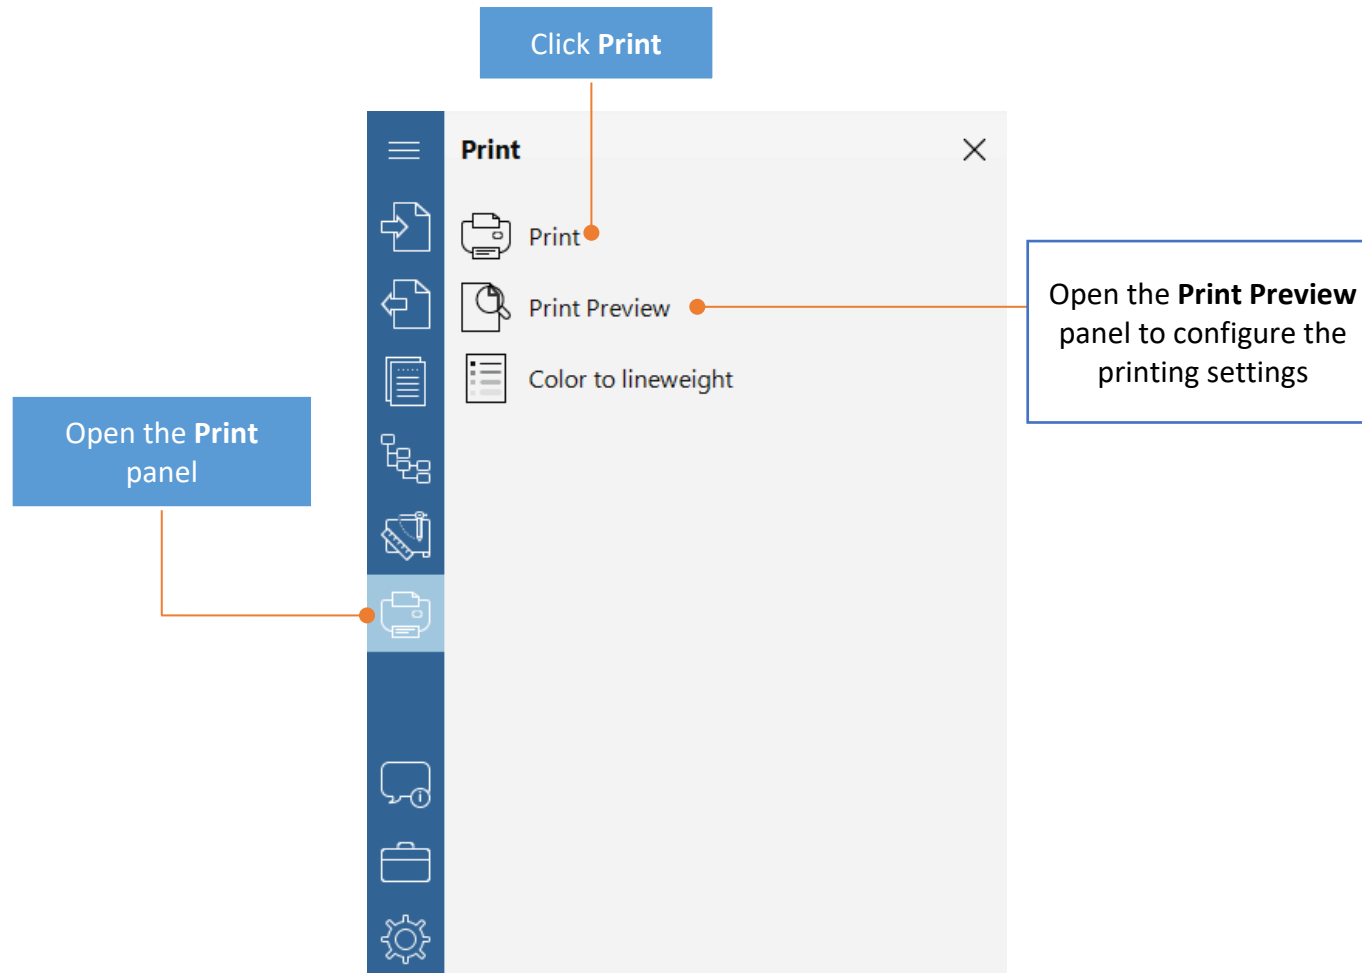 Click Print
Print
Print
Print Preview
Color to lineweight
Open the Print Preview
panel to configure the
printing settings
Open the Print
panel